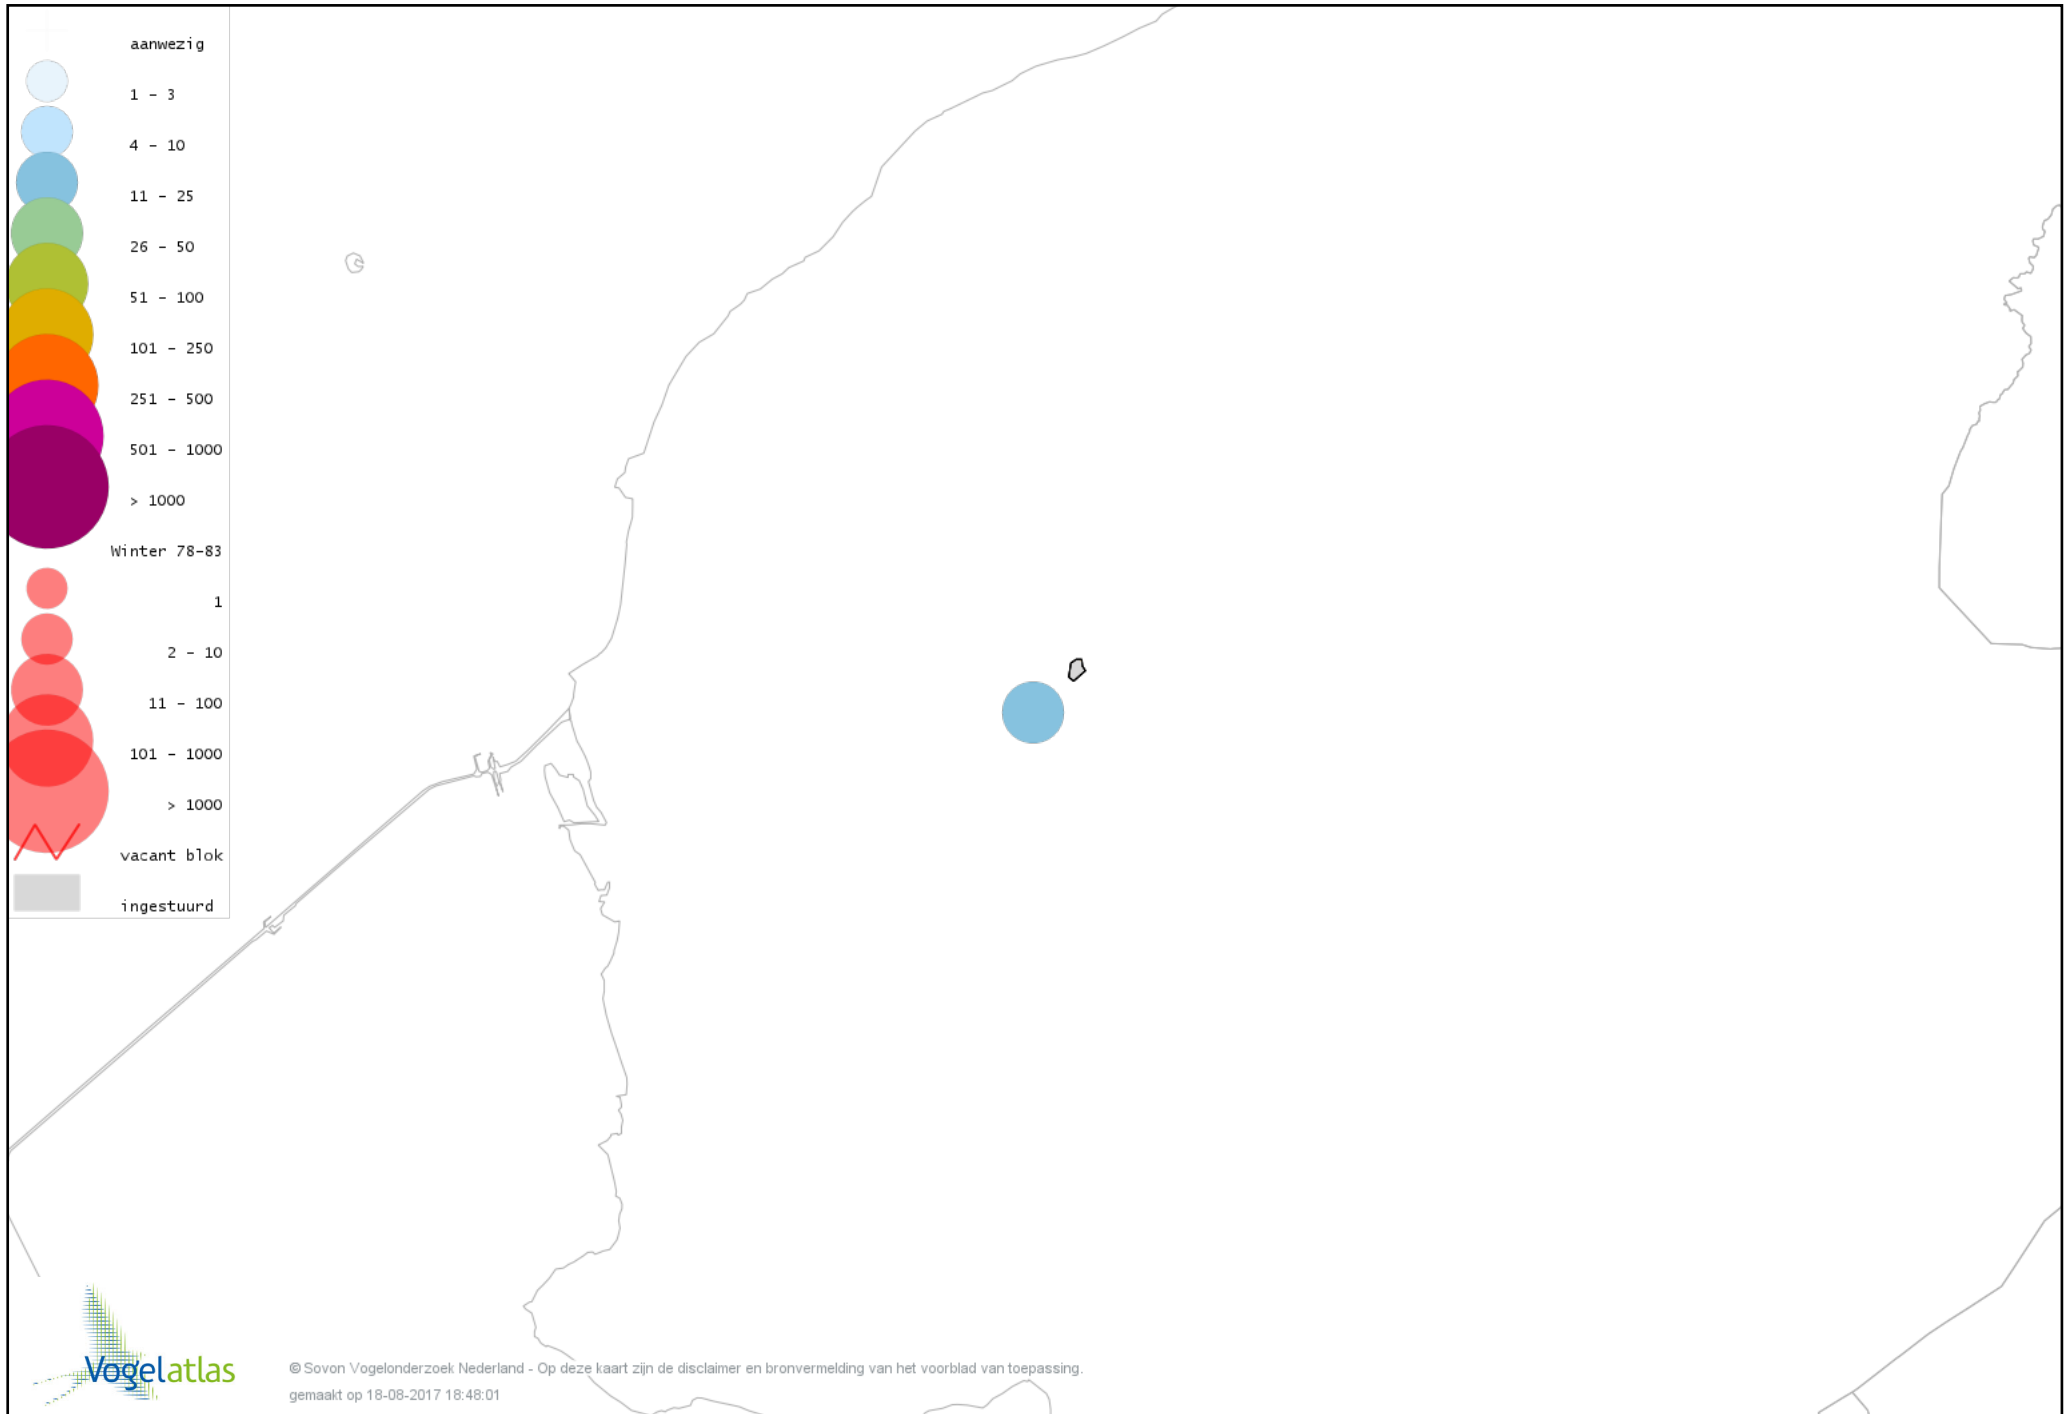 aanwezig
1 - 3
4 - 10
11 - 25
26 - 50
51 - 100
101 - 250
251 - 500
501 - 1000
> 1000
Winter 78-83
1
2 - 10
11 - 100
101 - 1000
> 1000
vacant blok
ingestuurd
Vogelatlas
© Sovon Vogelonderzoek Nederland - Op deze kaart zijn de disclaimer en bronvermelding van het voorblad van toepassing.
gemaakt op 18-08-2017 18:48:01